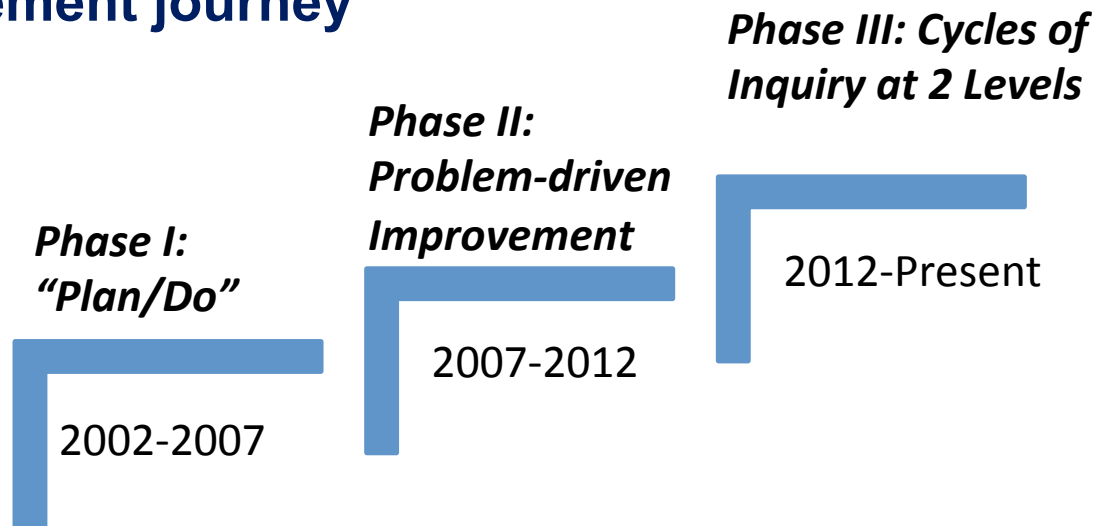 ement journey
Phase I:
“Plan/Do”
2002-2007
Phase II:
Problem-driven
Improvement
2007-2012
Phase III: Cycles of
Inquiry at 2 Levels
2012-Present